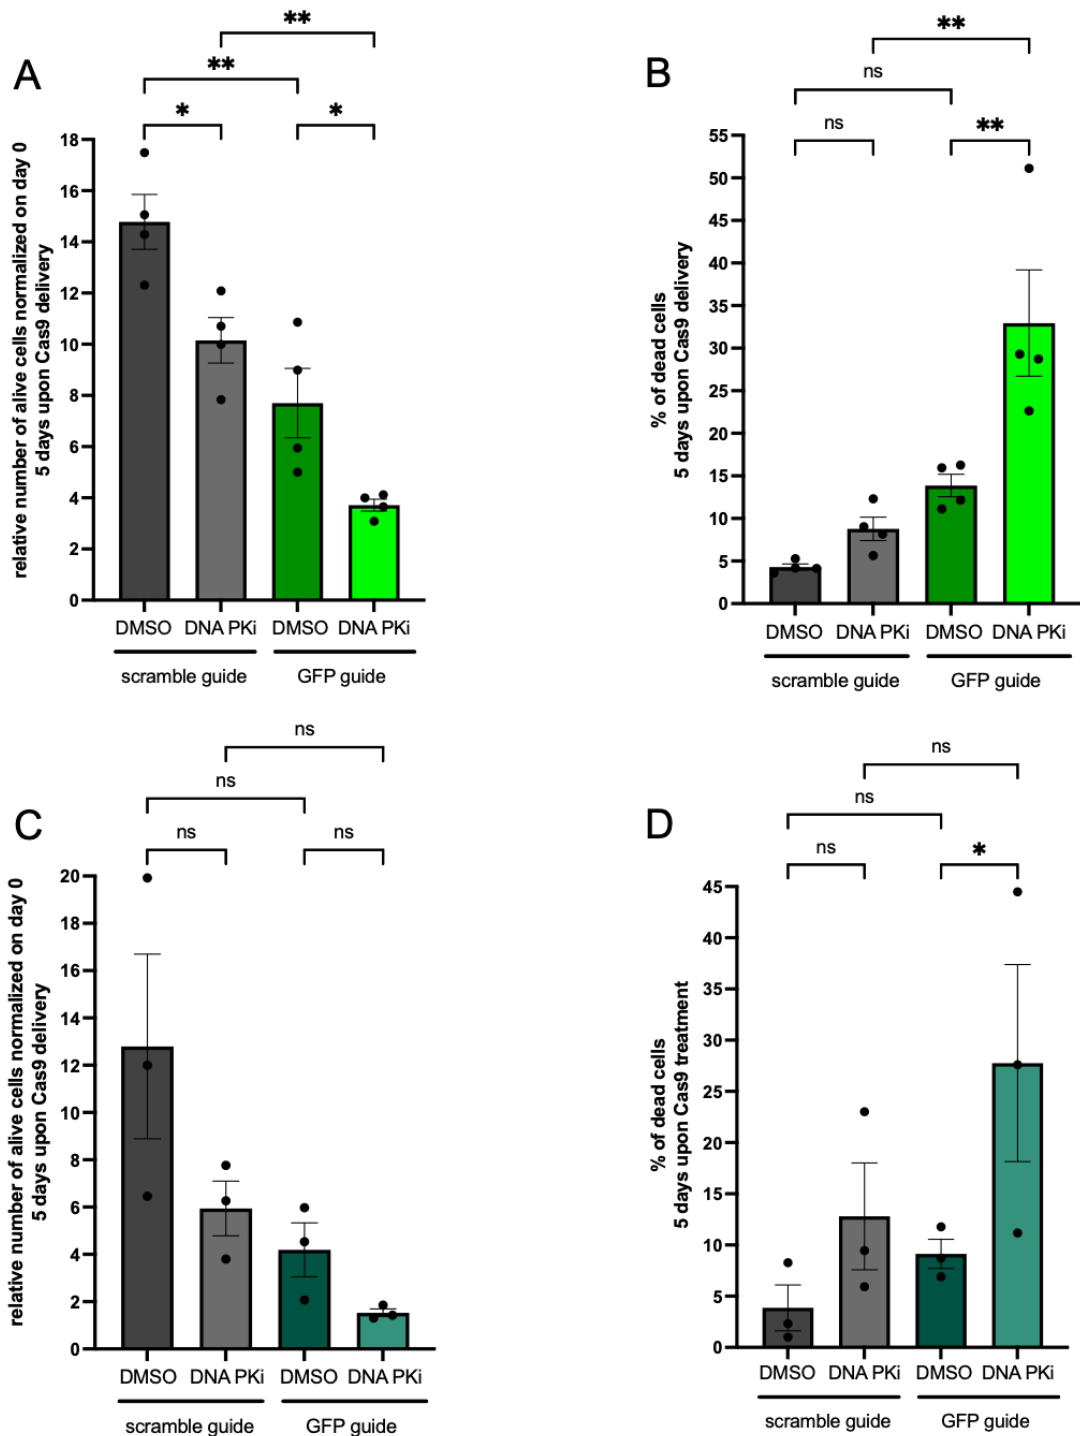 A
**
**
*
*
relative number of alive cells normalized on day 0
5 days upon Cas9 delivery
18
16
14
12
10
8
6
4
2
0
DMSO DNA PKi DMSO DNA PKi
scramble guide GFP guide
B
**
ns
ns
**
% of dead cells
5 days upon Cas9 delivery
55
50
45
40
35
30
25
20
15
10
5
0
DMSO DNA PKi DMSO DNA PKi
scramble guide GFP guide
C
ns
ns
ns
ns
relative number of alive cells normalized on day 0
5 days upon Cas9 delivery
20
18
16
14
12
10
8
6
4
2
0
DMSO DNA PKi DMSO DNA PKi
scramble guide GFP guide
D
ns
ns
ns
*
% of dead cells
5 days upon Cas9 treatment
45
40
35
30
25
20
15
10
5
0
DMSO DNA PKi DMSO DNA PKi
scramble guide GFP guide